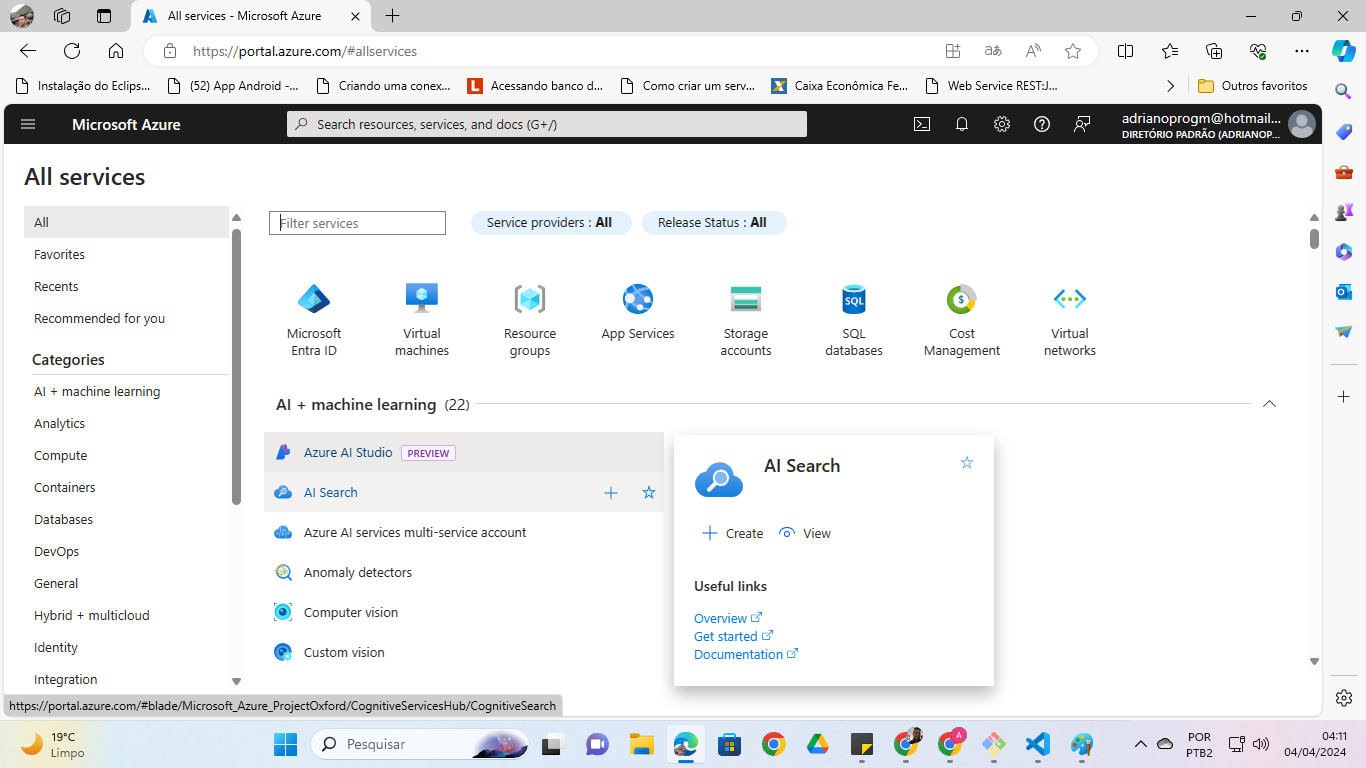 All services - Microsoft Azure
https://portal.azure.com/#allservices
Instalação do Eclips...
(52) App Android -...
Criando uma conex...
Acessando banco d...
Como criar um serv...
Caixa Econômica Fe...
Web Service REST:J...
Outros favoritos
Microsoft Azure
Search resources, services, and docs (G+/)
adrianoprogm@hotmail...
DIRETÓRIO PADRÃO (ADRIANOP...
All services
All
Favorites
Recents
Recommended for you
Categories
AI + machine learning
Analytics
Compute
Containers
Databases
DevOps
General
Hybrid + multicloud
Identity
Integration
Filter services
Service providers : All
Release Status : All
Microsoft
Entra ID
Virtual
machines
Resource
groups
App Services
Storage
accounts
SQL
SQL
databases
Cost
Management
Virtual
networks
AI + machine learning (22)
Azure AI Studio PREVIEW
AI Search
Azure AI services multi-service account
Anomaly detectors
Computer vision
Custom vision
AI Search
Create
View
Useful links
Overview
Get started
Documentation
https://portal.azure.com/#blade/Microsoft_Azure_ProjectOxford/CognitiveServicesHub/CognitiveSearch
19°C
Limpo
Pesquisar
A
POR
PTB2
04:11
04/04/2024